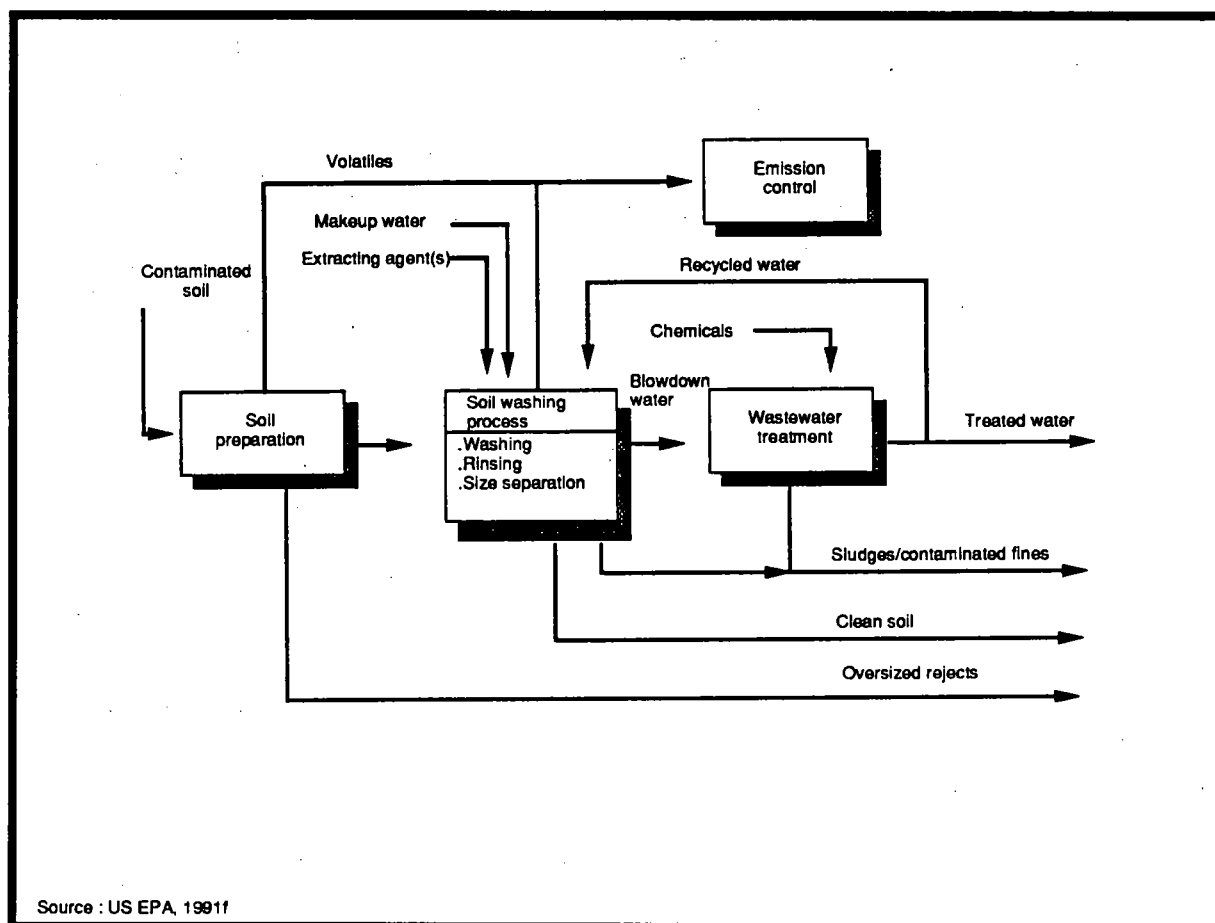 Volatiles
Emission
control
Makeup water
Extracting agent(s)
Contaminated
soil
Recycled water
Chemicals
Blowdown
water
Soil
preparation
Soil washing
process
.Washing
.Rinsing
.Size separation
Wastewater
treatment
Treated water
Sludges/contaminated fines
Clean soil
Oversized rejects
Source : US EPA, 1991f